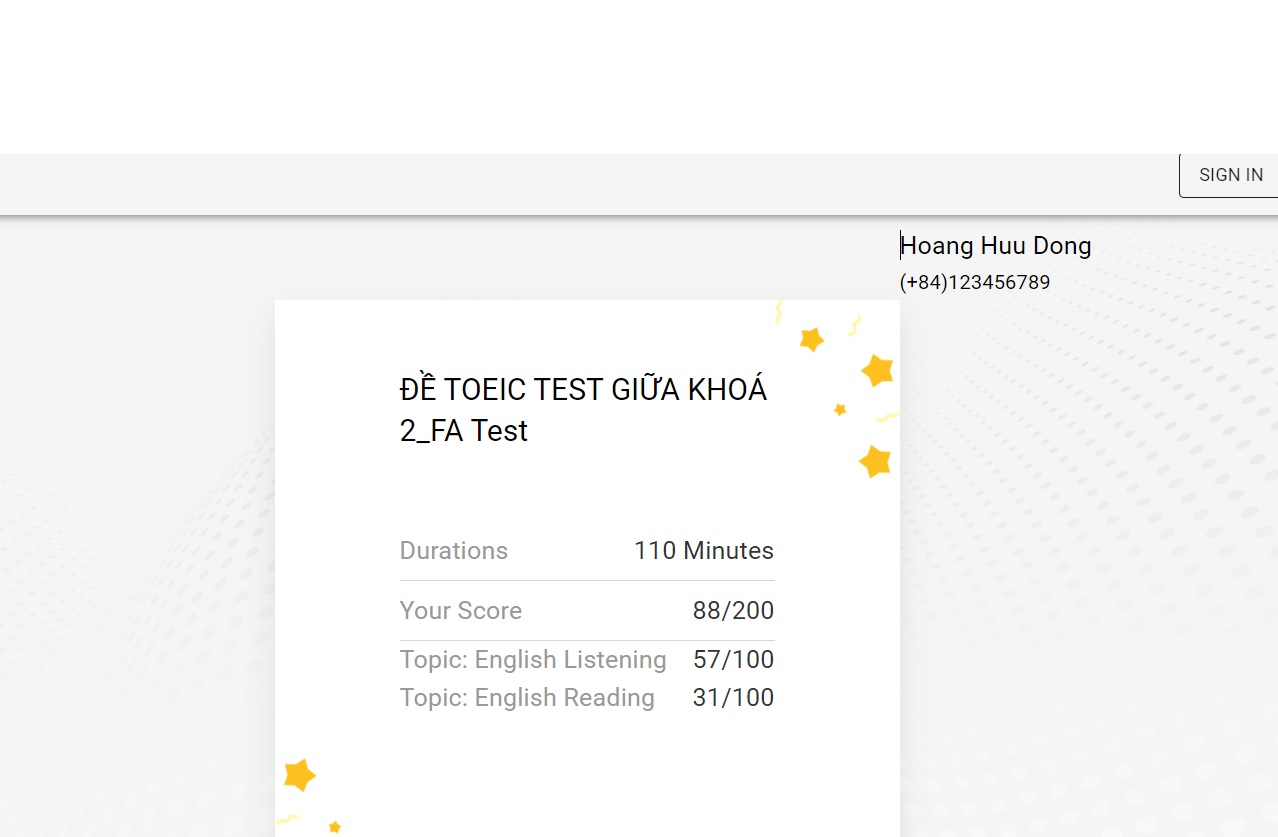 SIGN IN
Hoang Huu Dong
(+84)123456789
ĐỀ TOEIC TEST GIỮA KHOÁ
2_FA Test
Durations 110 Minutes
Your Score 88/200
Topic: English Listening 57/100
Topic: English Reading 31/100